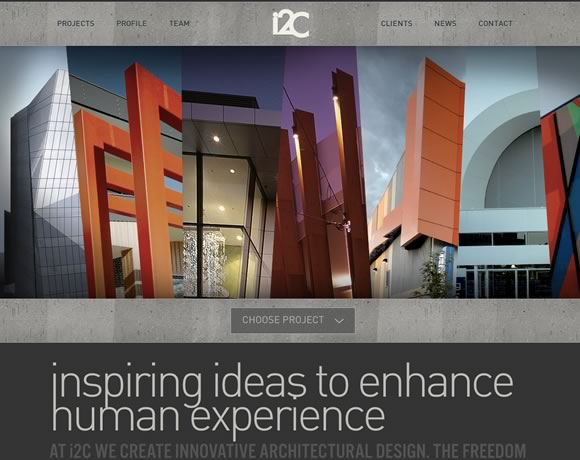 PROJECTS PROFILE TEAM i2C CLIENTS NEWS CONTACT
CHOOSE PROJECT
inspiring ideas to enhance
human experience
AT i2C WE CREATE INNOVATIVE ARCHITECTURAL DESIGN. THE FREEDOM